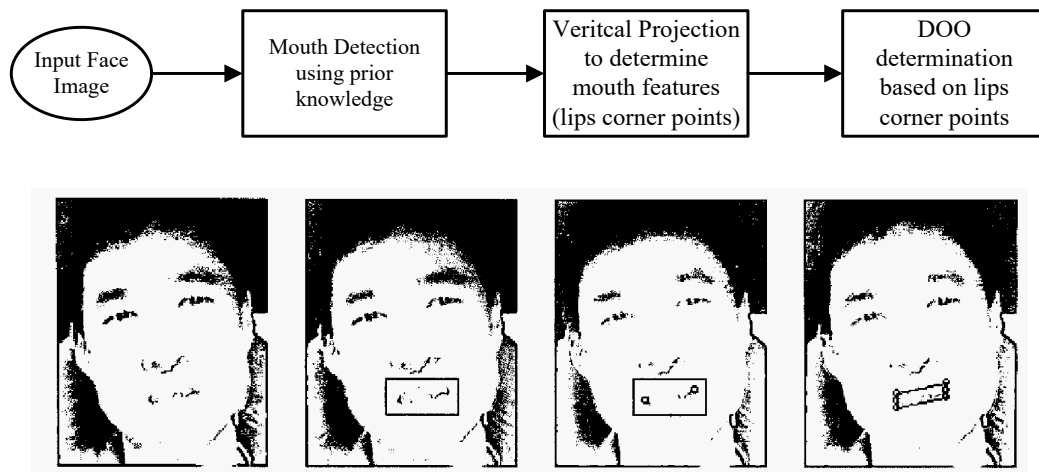 Input Face
Image
Mouth Detection
using prior
knowledge
Veritcal Projection
to determine
mouth features
(lips corner points)
DOO
determination
based on lips
corner points